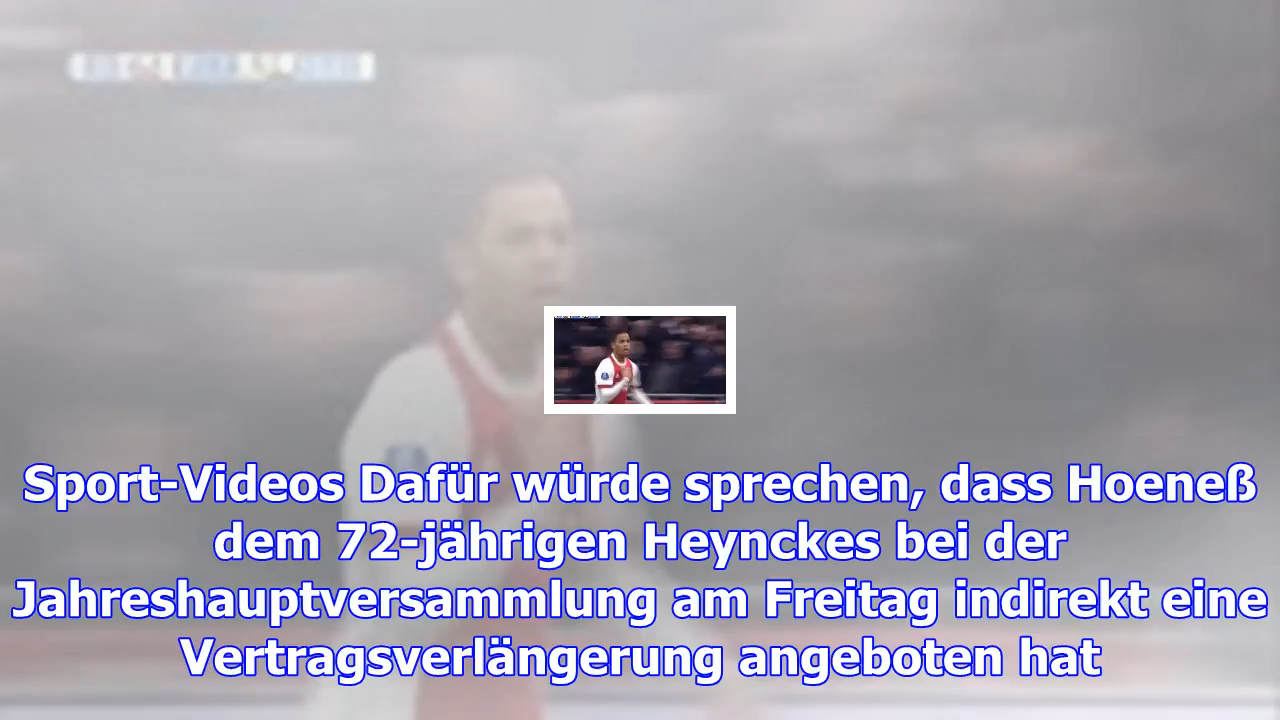 Sport-Videos Dafür würde sprechen, dass Hoeneß
dem 72-jährigen Heynckes bei der
Jahreshauptversammlung am Freitag indirekt eine
Vertragsverlängerung angeboten hat